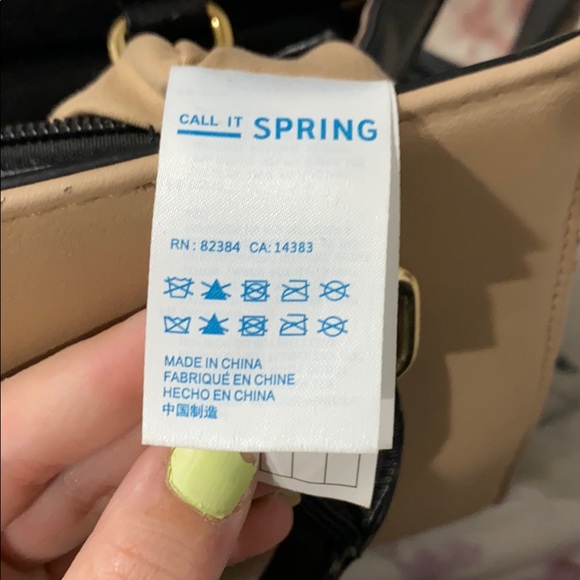 CALL IT SPRING
RN: 82384 CA: 14383
MADE IN CHINA
FABRIQUÉ EN CHINE
HECHO EN CHINA
中国制造